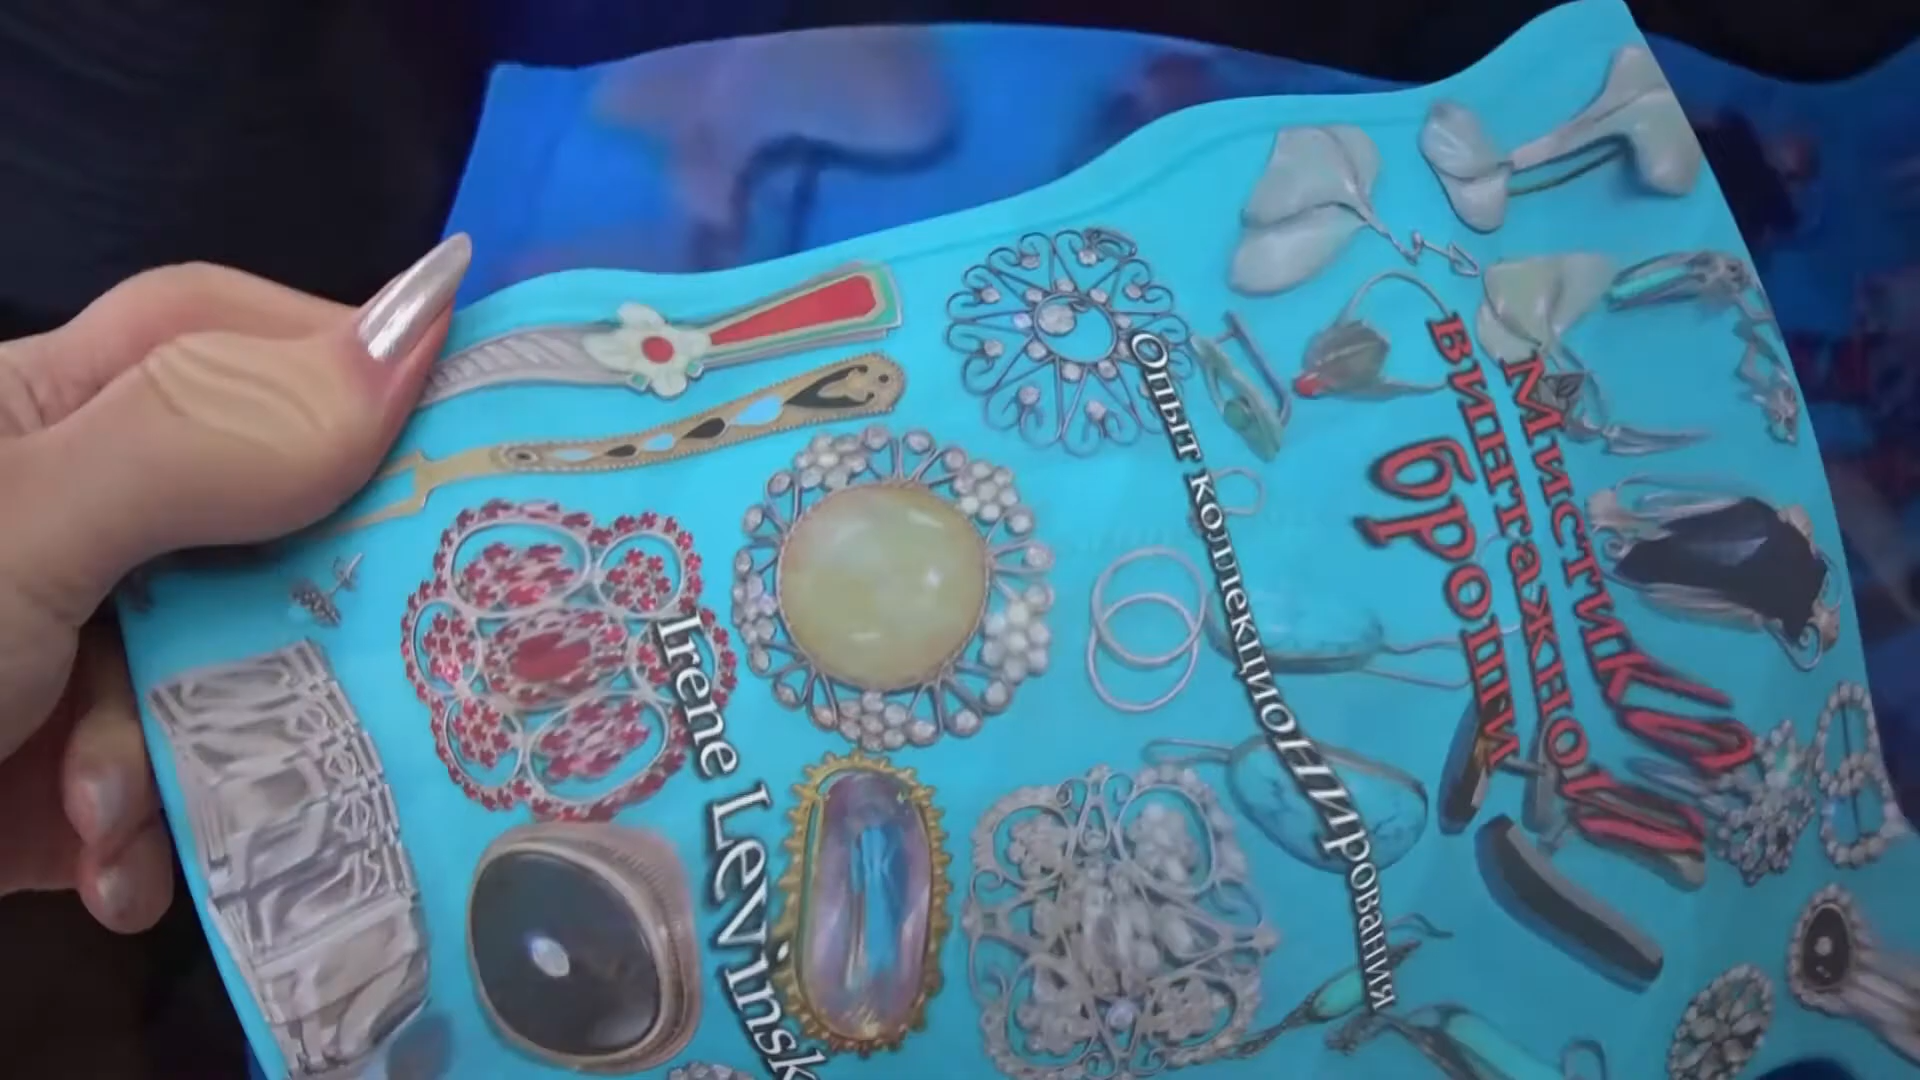 Мистика
винтажной
броши
Опыт коллекционирования
Irene Levinsk